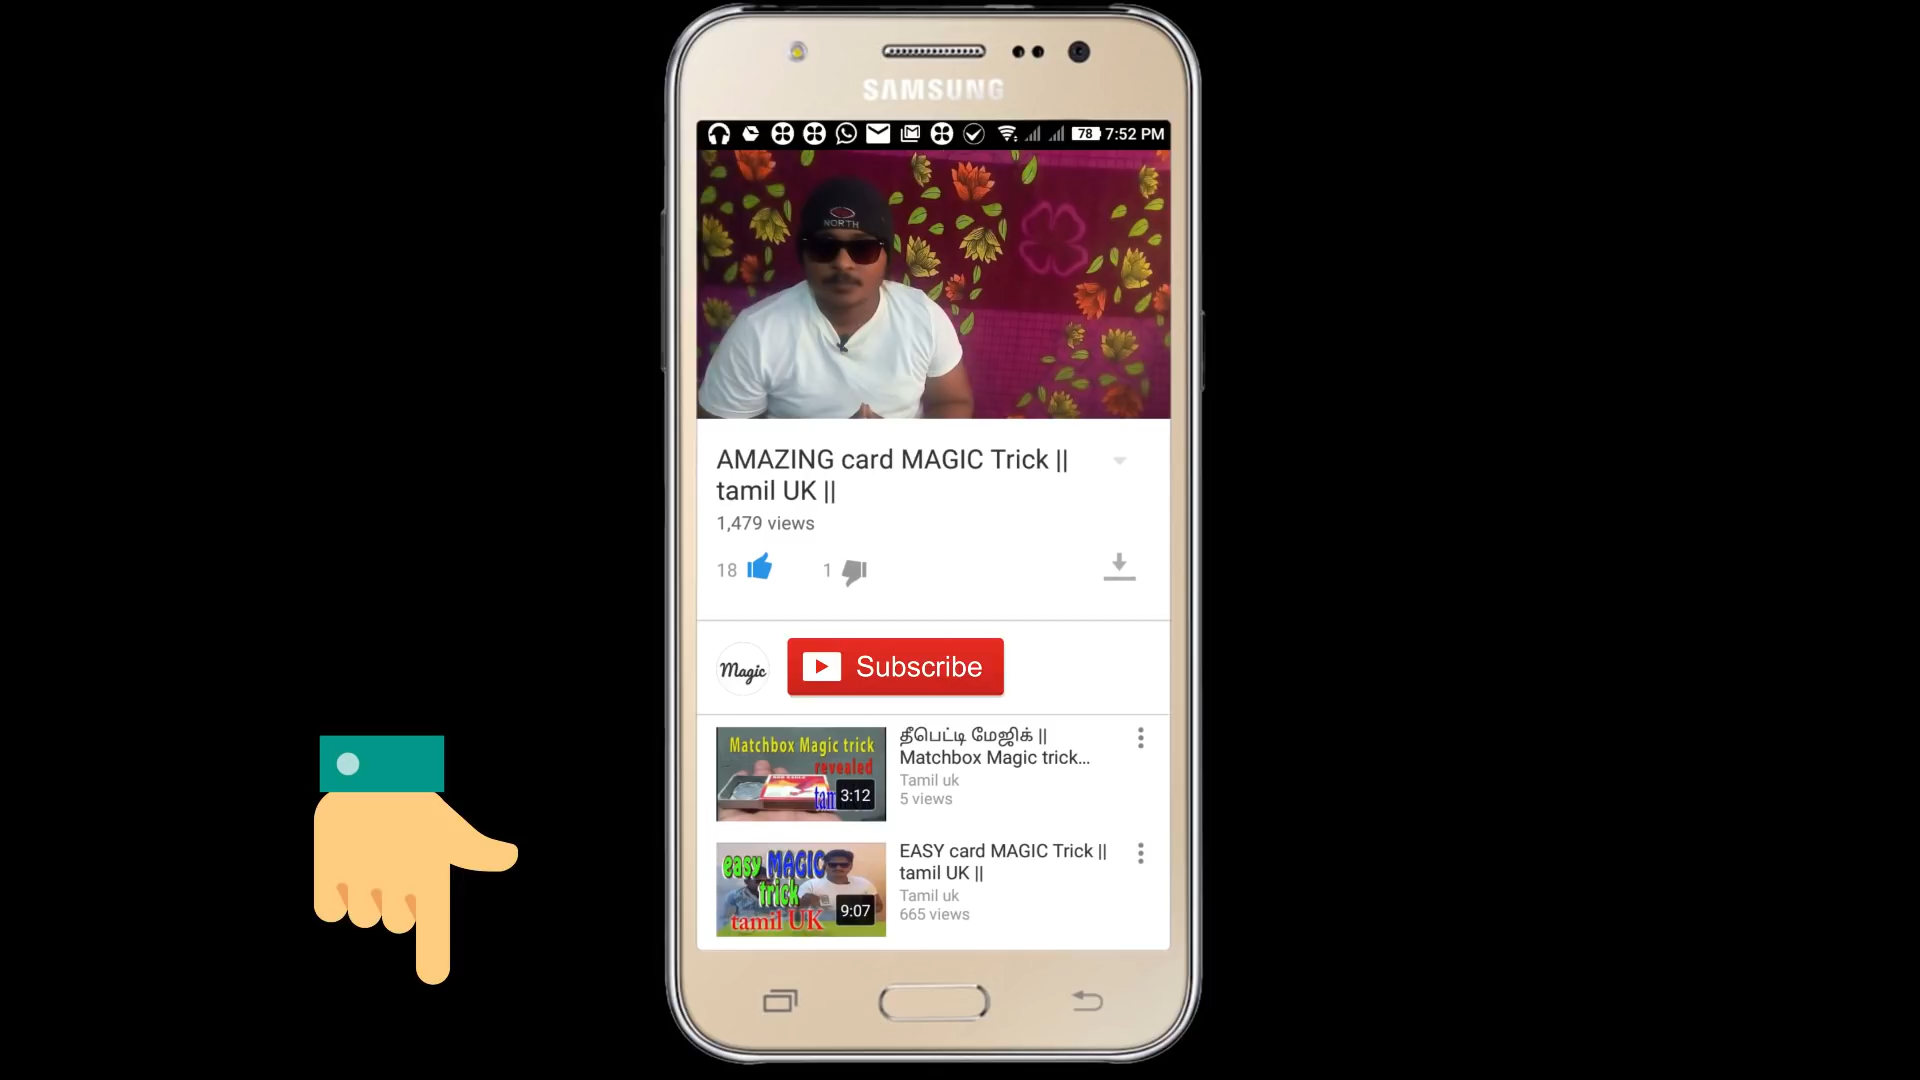 SAMSUNG
78 7:52 PM
NORTH
AMAZING card MAGIC Trick ||
tamil UK ||
1,479 views
18 1
Magic
Subscribe
Matchbox Magic trick
revealed
3:12
தீபெட்டி மேஜிக் ||
Matchbox Magic trick...
Tamil uk
5 views
easy MAGIC
trick
tamil UK
9:07
EASY card MAGIC Trick ||
tamil UK ||
Tamil uk
665 views